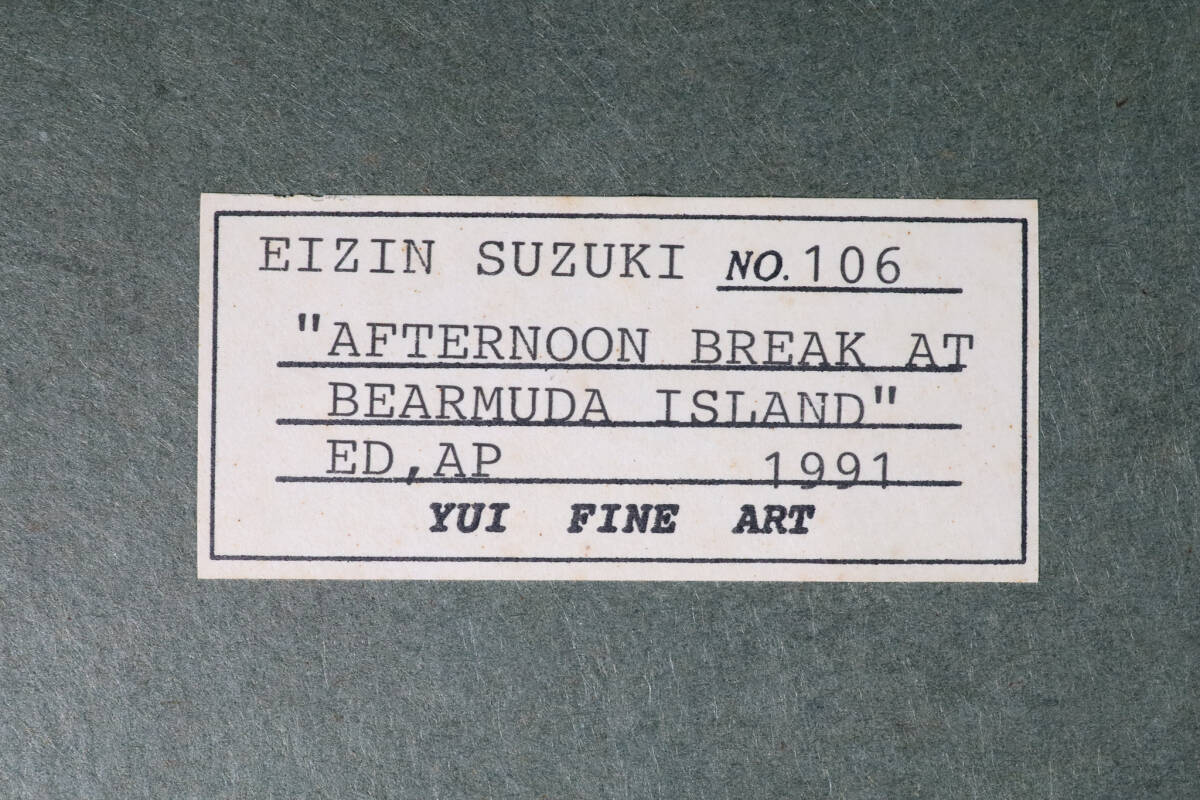 EIZIN SUZUKI NO.106
"AFTERNOON BREAK AT
BEARMUDA ISLAND"
ED,AP 1991
YUI FINE ART